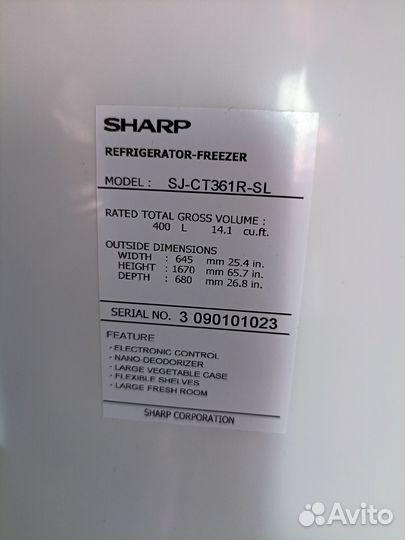 SHARP
REFRIGERATOR-FREEZER
MODEL : SJ-CT361R-SL
RATED TOTAL GROSS VOLUME :
400 L 14.1 cu.ft.
OUTSIDE DIMENSIONS
WIDTH : 645 mm 25.4 in.
HEIGHT : 1670 mm 65.7 in.
DEPTH : 680 mm 26.8 in.
SERIAL NO. 3 090101023
FEATURE
- ELECTRONIC CONTROL
- NANO DEODORIZER
- LARGE VEGETABLE CASE
- FLEXIBLE SHELVES
- LARGE FRESH ROOM
SHARP CORPORATION
Avito